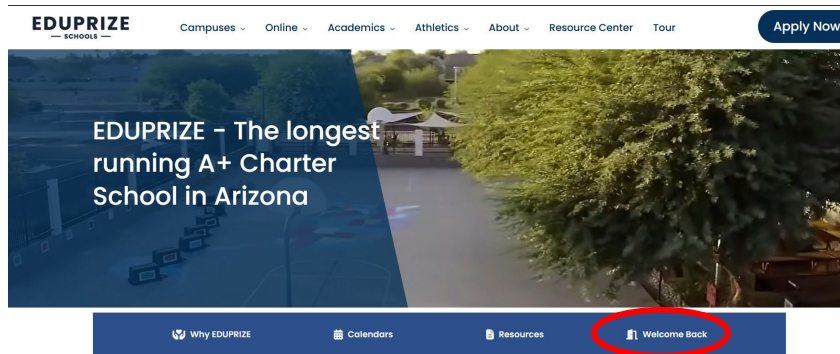 EDUPRIZE
SCHOOLS
Campuses Online Academics Athletics About Resource Center Tour Apply Now
EDUPRIZE - The longest
running A+ Charter
School in Arizona
Why EDUPRIZE Calendars Resources Welcome Back